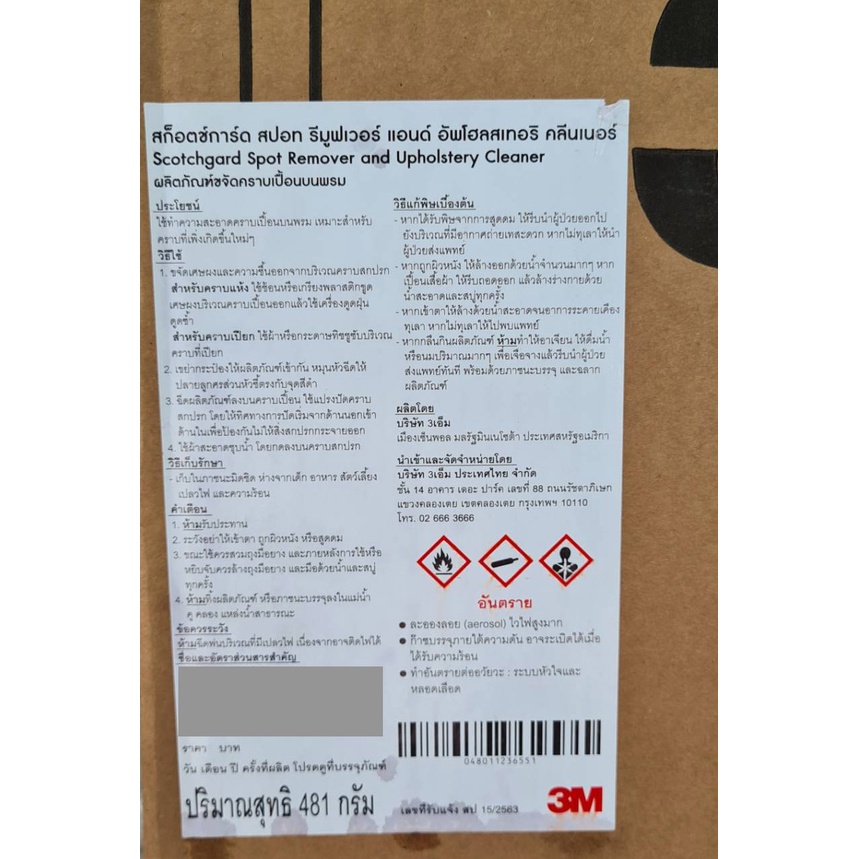 สก็อตช์การ์ด สปอท รีมูฟเวอร์ แอนด์ อัพโฮลสเทอริ คลีนเนอร์
Scotchgard Spot Remover and Upholstery Cleaner
ผลิตภัณฑ์ขจัดคราบเปื้อนบนพรม
ประโยชน์
ใช้ทำความสะอาดคราบเปื้อนบนพรม เหมาะสำหรับ
คราบที่เพิ่งเกิดขึ้นใหม่ๆ
วิธีใช้
1. ขจัดเศษผงและความชื้นออกจากบริเวณคราบสกปรก
สำหรับคราบแห้ง ใช้ช้อนหรือเกรียงพลาสติกขูด
เศษผงบริเวณคราบเปื้อนออกแล้วใช้เครื่องดูดฝุ่น
ดูดซ้ำ
สำหรับคราบเปียก ใช้ผ้าหรือกระดาษทิชชูซับบริเวณ
คราบที่เปียก
2. เขย่ากระป๋องให้ผลิตภัณฑ์เข้ากัน หมุนหัวฉีดให้
ปลายลูกศรส่วนหัวชี้ตรงกับจุดสีดำ
3. ฉีดผลิตภัณฑ์ลงบนคราบเปื้อน ใช้แปรงปัดคราบ
สกปรก โดยให้ทิศทางการปัดเริ่มจากด้านนอกเข้า
ด้านในเพื่อป้องกันไม่ให้สิ่งสกปรกกระจายออก
4. ใช้ผ้าสะอาดชุบน้ำ โดยกดลงบนคราบสกปรก
วิธีเก็บรักษา
- เก็บในภาชนะมิดชิด ห่างจากเด็ก อาหาร สัตว์เลี้ยง
เปลวไฟ และความร้อน
คำเตือน
1. ห้ามรับประทาน
2. ระวังอย่าให้เข้าตา ถูกผิวหนัง หรือสูดดม
3. ขณะใช้ควรสวมถุงมือยาง และภายหลังการใช้หรือ
หยิบจับควรล้างถุงมือยาง และมือด้วยน้ำและสบู่
ทุกครั้ง
4. ห้ามทิ้งผลิตภัณฑ์ หรือภาชนะบรรจุลงในแม่น้ำ
คู คลอง แหล่งน้ำสาธารณะ
ข้อควรระวัง
ห้ามฉีดพ่นบริเวณที่มีเปลวไฟ เนื่องจากอาจติดไฟได้
ชื่อและอัตราส่วนสารสำคัญ
ราคา บาท
วัน เดือน ปี ครั้งที่ผลิต โปรดดูที่บรรจุภัณฑ์
ปริมาณสุทธิ 481 กรัม
วิธีแก้พิษเบื้องต้น
- หากได้รับพิษจากการสูดดม ให้รีบนำผู้ป่วยออกไป
ยังบริเวณที่มีอากาศถ่ายเทสะดวก หากไม่ทุเลาให้นำ
ผู้ป่วยส่งแพทย์
- หากถูกผิวหนัง ให้ล้างออกด้วยน้ำจำนวนมากๆ หาก
เปื้อนเสื้อผ้า ให้รีบถอดออก แล้วล้างร่างกายด้วย
น้ำสะอาดและสบู่ทุกครั้ง
- หากเข้าตาให้ล้างด้วยน้ำสะอาดจนอาการระคายเคือง
ทุเลา หากไม่ทุเลาให้ไปพบแพทย์
- หากกลืนกินผลิตภัณฑ์ ห้ามทำให้อาเจียน ให้ดื่มน้ำ
หรือนมปริมาณมากๆ เพื่อเจือจางแล้วรีบนำผู้ป่วย
ส่งแพทย์ทันที พร้อมด้วยภาชนะบรรจุ และฉลาก
ผลิตภัณฑ์
ผลิตโดย
บริษัท 3เอ็ม
เมืองเซ็นพอล มลรัฐมินเนโซต้า ประเทศสหรัฐอเมริกา
นำเข้าและจัดจำหน่ายโดย
บริษัท 3เอ็ม ประเทศไทย จำกัด
ชั้น 14 อาคาร เดอะ ปาร์ค เลขที่ 88 ถนนรัชดาภิเษก
แขวงคลองเตย เขตคลองเตย กรุงเทพฯ 10110
โทร. 02 666 3666
อันตราย
● ละอองลอย (aerosol) ไวไฟสูงมาก
● ก๊าซบรรจุภายใต้ความดัน อาจระเบิดได้เมื่อ
ได้รับความร้อน
● ทำอันตรายต่ออวัยวะ : ระบบหัวใจและ
หลอดเลือด
048011236551
เลขที่รับแจ้ง สป 15/2563
3M